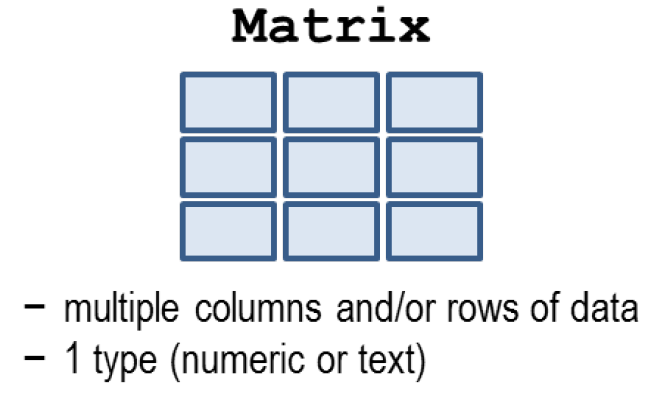 Matrix
– multiple columns and/or rows of data
– 1 type (numeric or text)